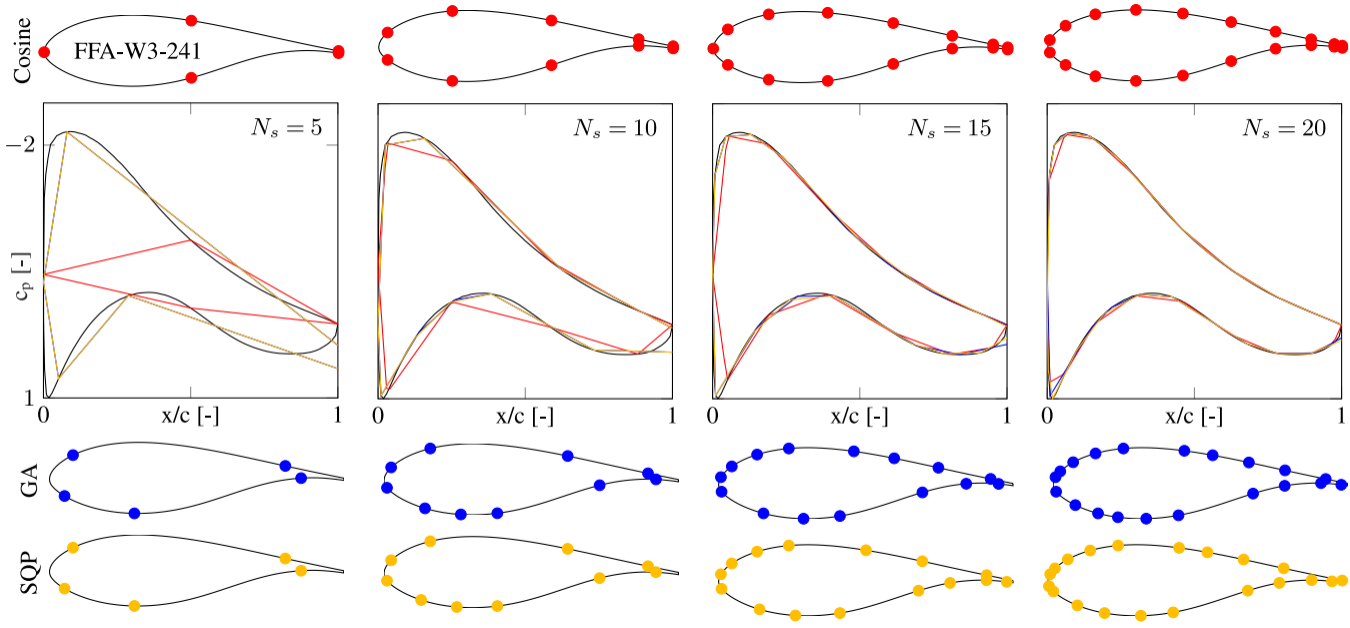 Cosine
FFA-W3-241
N_s = 5
N_s = 10
N_s = 15
N_s = 20
−2
c_p [-]
1
0 x/c [-] 1
0 x/c [-] 1
0 x/c [-] 1
0 x/c [-] 1
GA
SQP